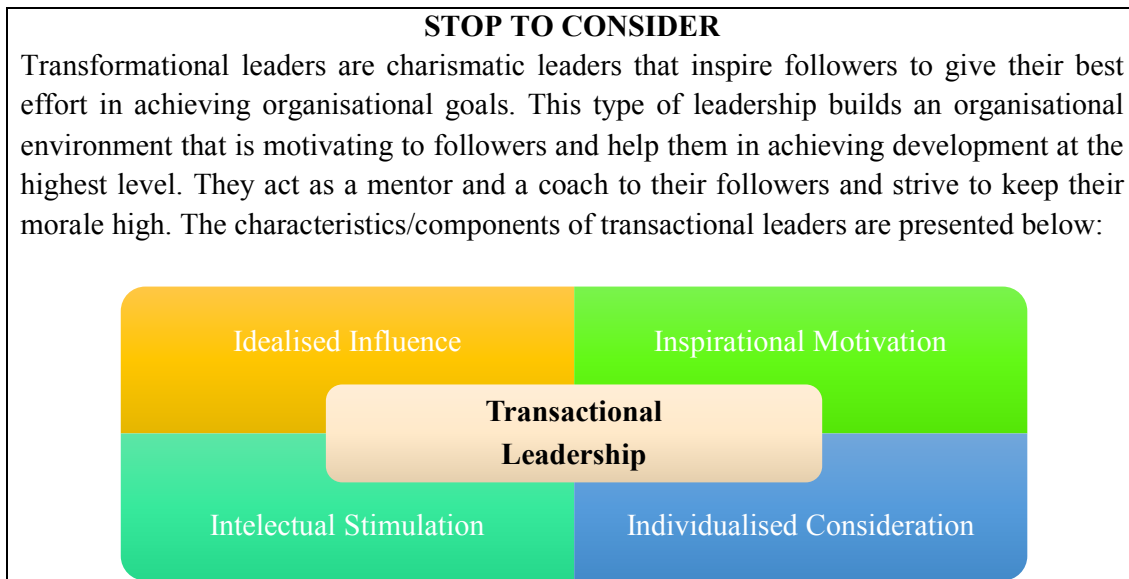 STOP TO CONSIDER
Transformational leaders are charismatic leaders that inspire followers to give their best
effort in achieving organisational goals. This type of leadership builds an organisational
environment that is motivating to followers and help them in achieving development at the
highest level. They act as a mentor and a coach to their followers and strive to keep their
morale high. The characteristics/components of transactional leaders are presented below:
Idealised Influence
Inspirational Motivation
Transactional
Leadership
Intelectual Stimulation
Individualised Consideration